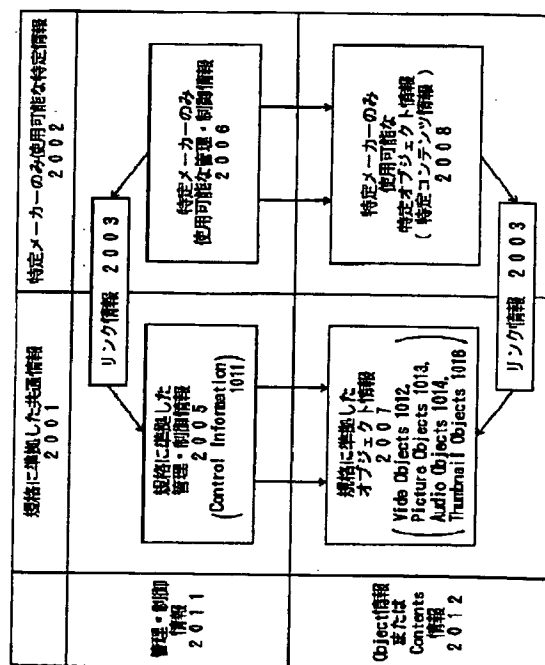 規格に準拠した共通情報
2001
特定メーカーのみ使用可能な特定情報
2002
管理・制御
情報
2011
リンク情報 2003
規格に準拠した
管理・制御情報
2005
(Control Information
1011)
特定メーカーのみ
使用可能な管理・制御情報
2006
Object情報
または
Contents
情報
2012
規格に準拠した
オブジェクト情報
2007
(Vide Objects 1012,
Picture Objects 1013,
Audio Objects 1014,
Thumbnail Objects 1016)
特定メーカーのみ
使用可能な
特定オブジェクト情報
(特定コンテンツ情報)
2008
リンク情報 2003